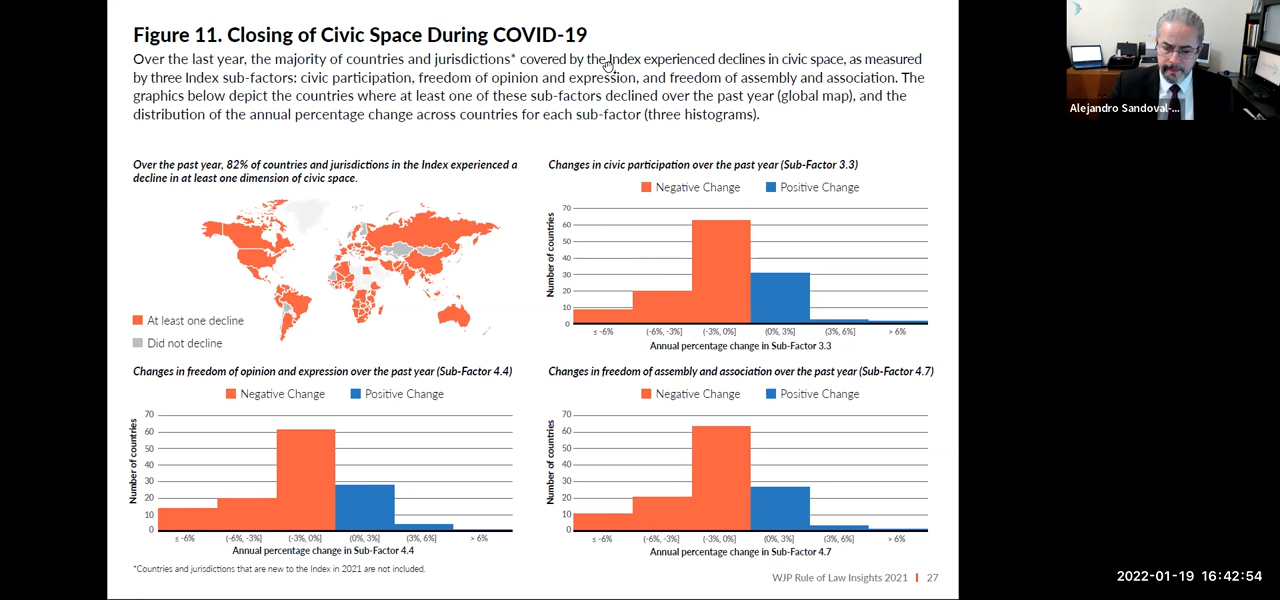 Figure 11. Closing of Civic Space During COVID-19
Over the last year, the majority of countries and jurisdictions* covered by the Index experienced declines in civic space, as measured
by three Index sub-factors: civic participation, freedom of opinion and expression, and freedom of assembly and association. The
graphics below depict the countries where at least one of these sub-factors declined over the past year (global map), and the
distribution of the annual percentage change across countries for each sub-factor (three histograms).
Over the past year, 82% of countries and jurisdictions in the Index experienced a
decline in at least one dimension of civic space.
At least one decline
Did not decline
Changes in civic participation over the past year (Sub-Factor 3.3)
Negative Change
Positive Change
Number of countries
70
60
50
40
30
20
10
0
≤ -6%
(-6%, -3%]
(-3%, 0%]
(0%, 3%]
(3%, 6%]
> 6%
Annual percentage change in Sub-Factor 3.3
Changes in freedom of opinion and expression over the past year (Sub-Factor 4.4)
Negative Change
Positive Change
Number of countries
70
60
50
40
30
20
10
0
≤ -6%
(-6%, -3%]
(-3%, 0%]
(0%, 3%]
(3%, 6%]
> 6%
Annual percentage change in Sub-Factor 4.4
Changes in freedom of assembly and association over the past year (Sub-Factor 4.7)
Negative Change
Positive Change
Number of countries
70
60
50
40
30
20
10
0
≤ -6%
(-6%, -3%]
(-3%, 0%]
(0%, 3%]
(3%, 6%]
> 6%
Annual percentage change in Sub-Factor 4.7
*Countries and jurisdictions that are new to the Index in 2021 are not included.
WJP Rule of Law Insights 2021 | 27
Alejandro Sandoval-...
2022-01-19 16:42:54